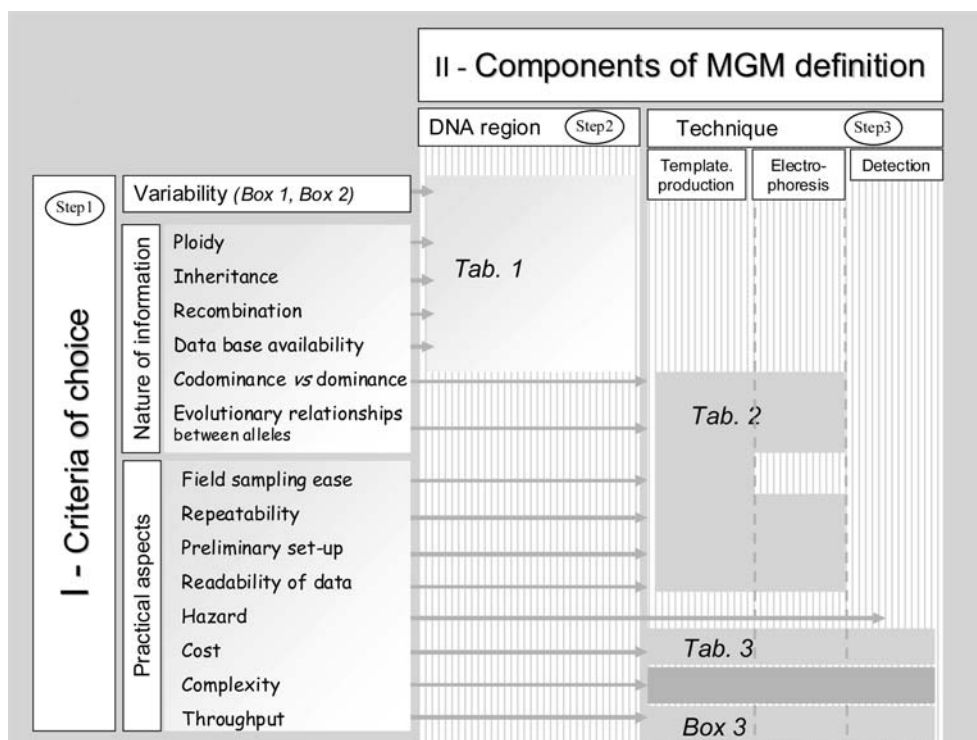 II - Components of MGM definition
DNA region
Step2
Technique
Step3
Template.
production
Electro-
phoresis
Detection
Step1
I - Criteria of choice
Variability (Box 1, Box 2)
Nature of information
Ploidy
Inheritance
Recombination
Data base availability
Codominance vs dominance
Evolutionary relationships
between alleles
Tab. 1
Tab. 2
Practical aspects
Field sampling ease
Repeatability
Preliminary set-up
Readability of data
Hazard
Cost
Complexity
Throughput
Tab. 3
Box 3